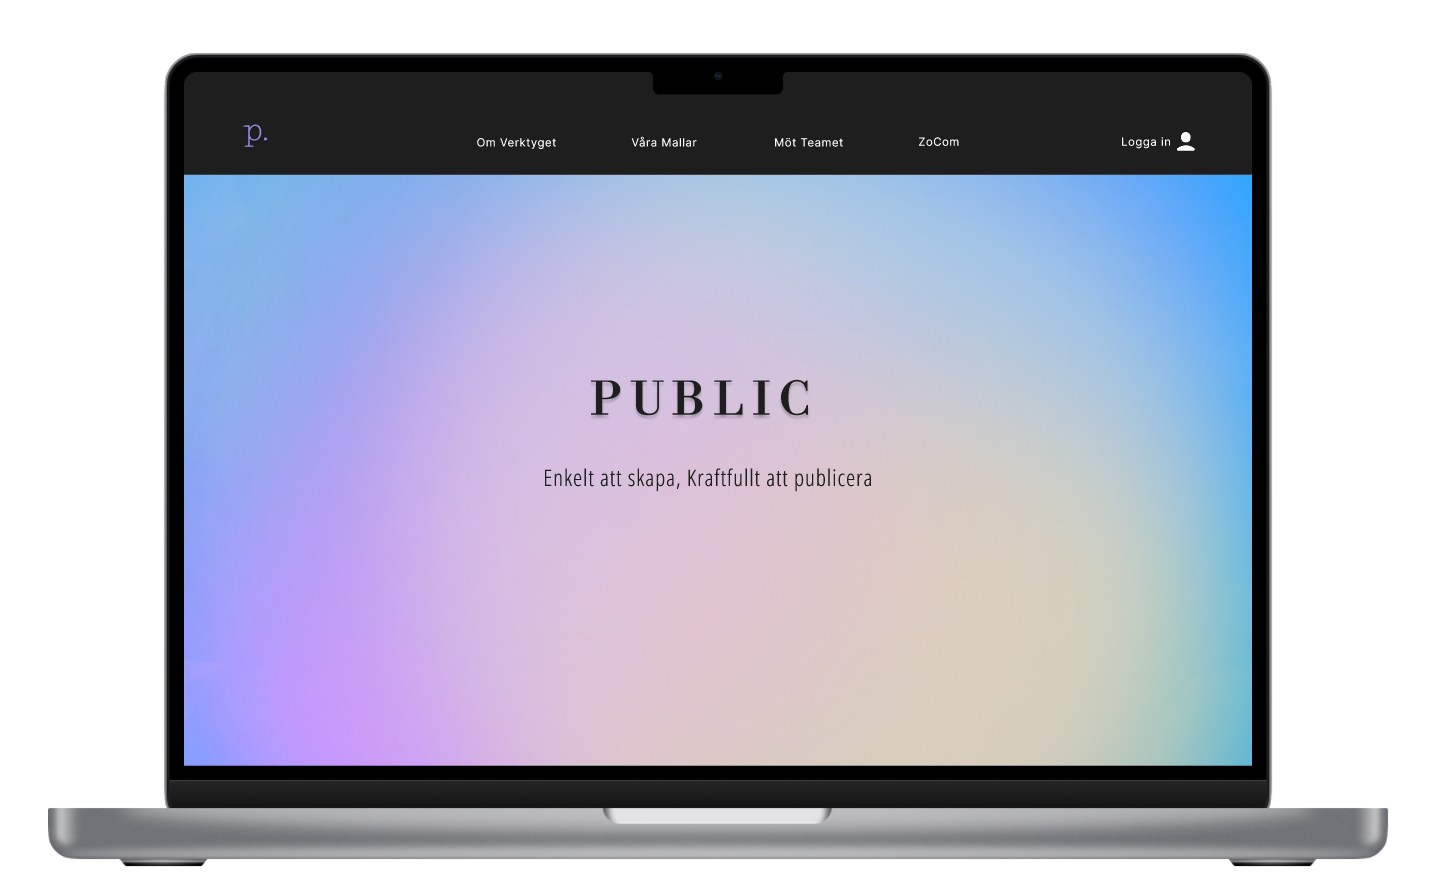 p.
Om Verktyget
Våra Mallar
Möt Teamet
ZoCom
Logga in
PUBLIC
Enkelt att skapa, Kraftfullt att publicera